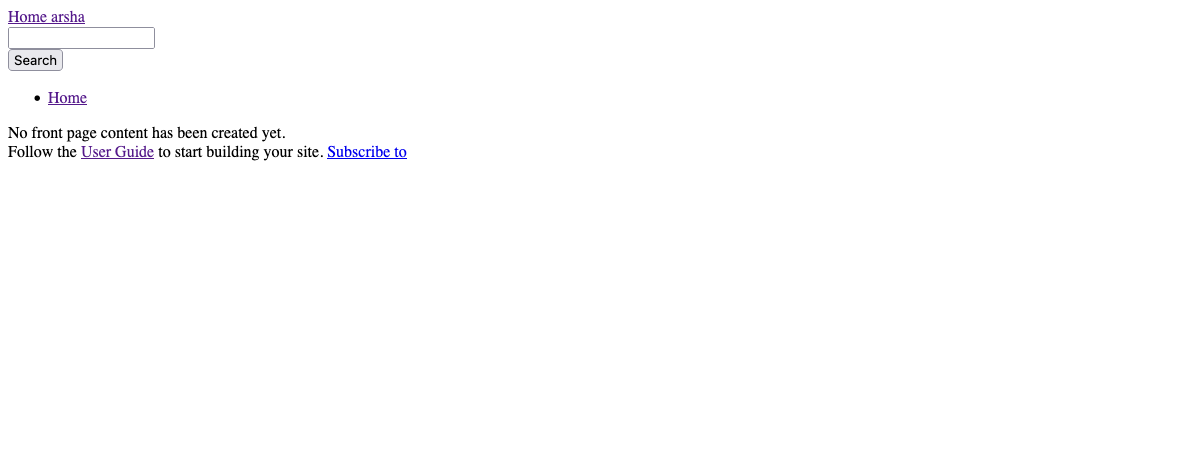 Home arsha
Search
Home
No front page content has been created yet.
Follow the User Guide to start building your site. Subscribe to